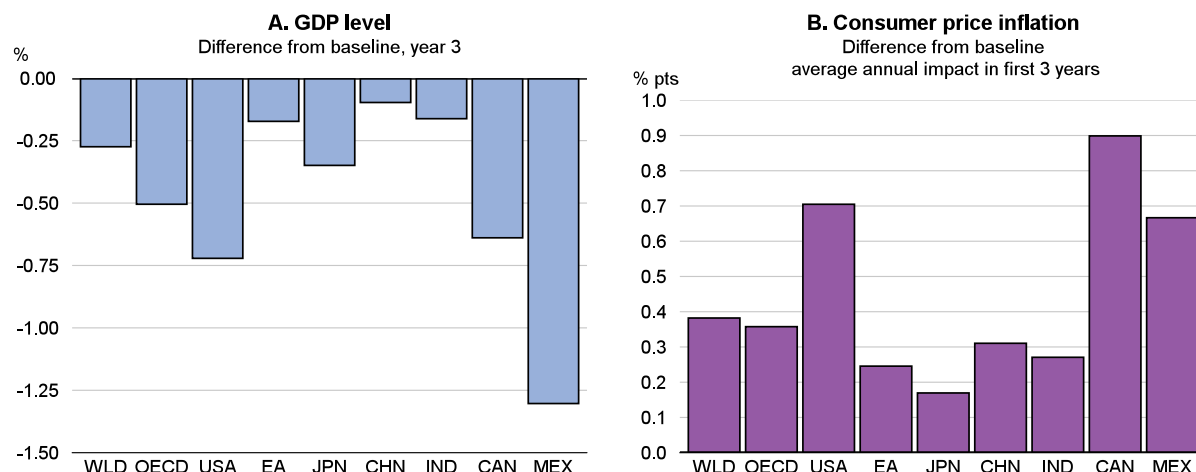 A. GDP level
Difference from baseline, year 3
%
0.00
-0.25
-0.50
-0.75
-1.00
-1.25
-1.50
WLD OECD USA EA JPN CHN IND CAN MEX
B. Consumer price inflation
Difference from baseline
average annual impact in first 3 years
% pts
1.0
0.9
0.8
0.7
0.6
0.5
0.4
0.3
0.2
0.1
0.0
WLD OECD USA EA JPN CHN IND CAN MEX